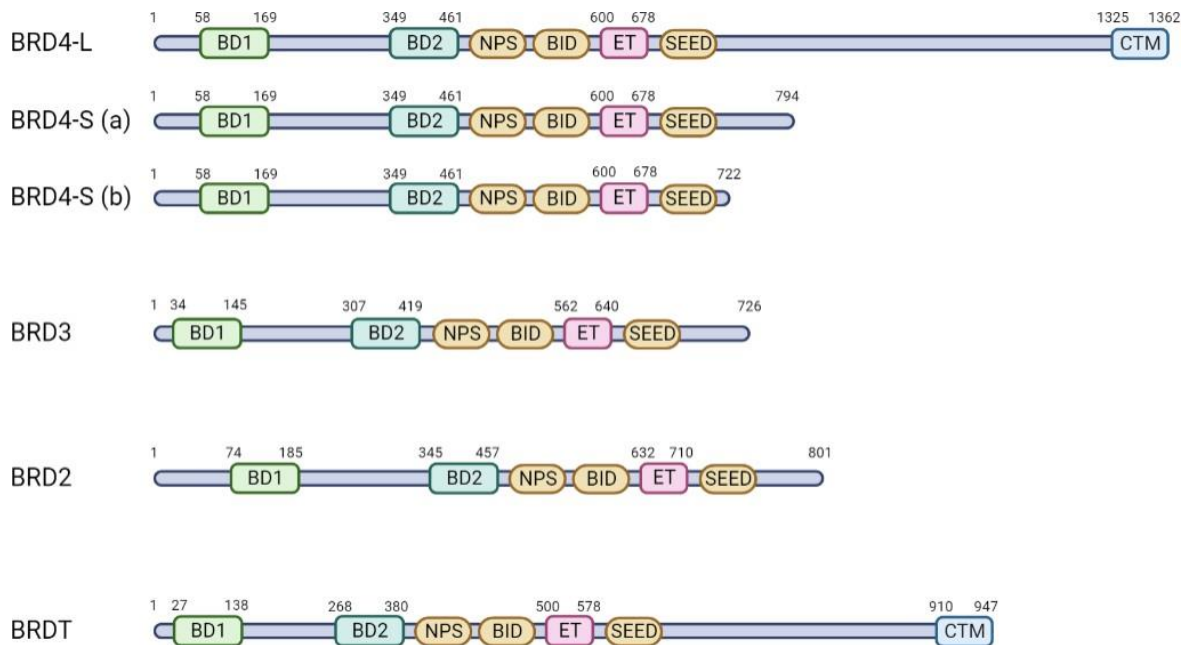 1 58 169 349 461 600 678 1325 1362
BRD4-L BD1 BD2 NPS BID ET SEED CTM
1 58 169 349 461 600 678 794
BRD4-S (a) BD1 BD2 NPS BID ET SEED
1 58 169 349 461 600 678 722
BRD4-S (b) BD1 BD2 NPS BID ET SEED
1 34 145 307 419 562 640 726
BRD3 BD1 BD2 NPS BID ET SEED
1 74 185 345 457 632 710 801
BRD2 BD1 BD2 NPS BID ET SEED
1 27 138 268 380 500 578 910 947
BRDT BD1 BD2 NPS BID ET SEED CTM